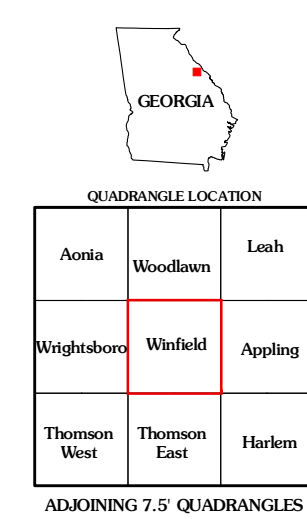 GEORGIA
QUADRANGLE LOCATION
Aonia
Woodlawn
Leah
Wrightsboro
Winfield
Appling
Thomson
West
Thomson
East
Harlem
ADJOINING 7.5' QUADRANGLES